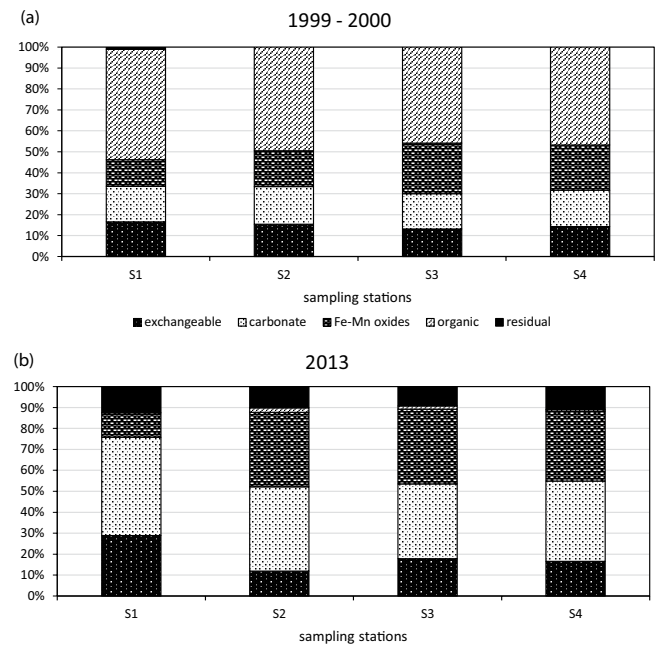 (a)
1999 - 2000
100%
90%
80%
70%
60%
50%
40%
30%
20%
10%
0%
S1 S2 S3 S4
sampling stations
exchangeable carbonate Fe-Mn oxides organic residual
(b)
2013
100%
90%
80%
70%
60%
50%
40%
30%
20%
10%
0%
S1 S2 S3 S4
sampling stations